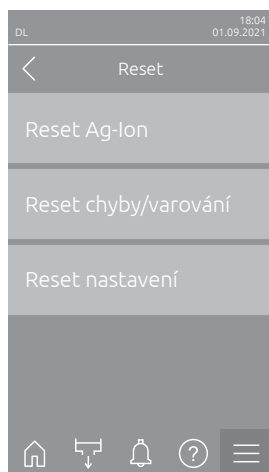 18:04
DL
01.09.2021
Reset
Reset Ag-Ion
Reset chyby/varování
Reset nastavení
?